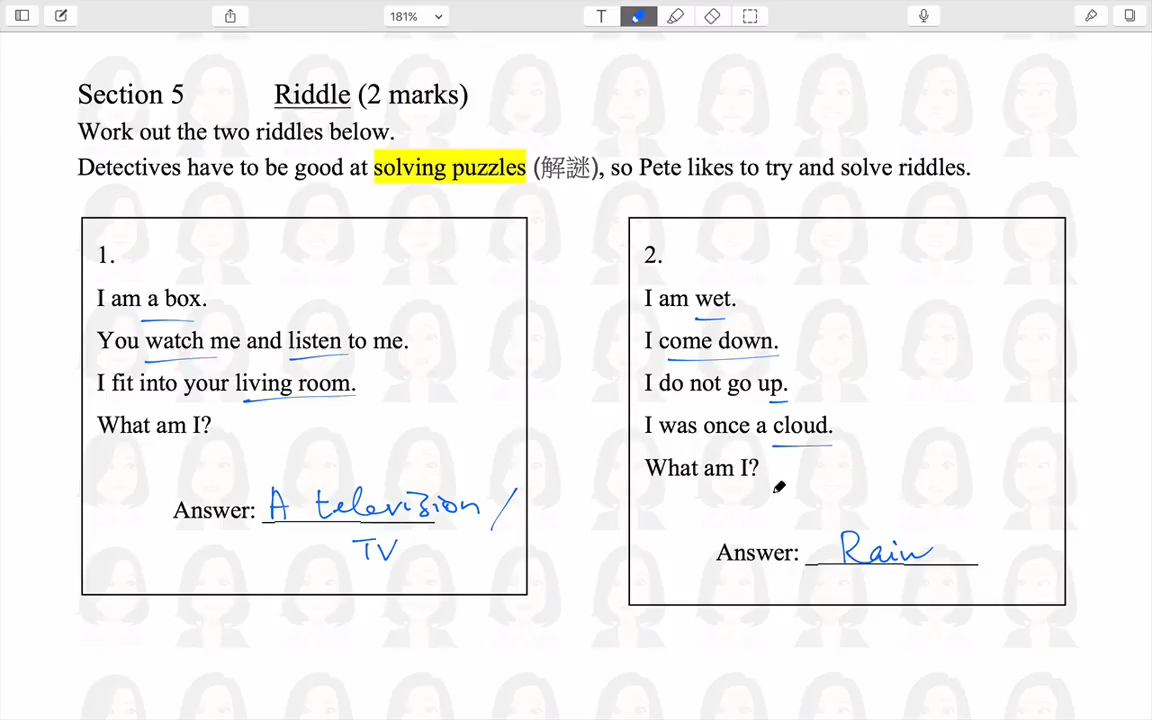 181%
T
Section 5 Riddle (2 marks)
Work out the two riddles below.
Detectives have to be good at solving puzzles (解謎), so Pete likes to try and solve riddles.
1.
I am a box.
You watch me and listen to me.
I fit into your living room.
What am I?
Answer: A television /
TV
2.
I am wet.
I come down.
I do not go up.
I was once a cloud.
What am I?
Answer: Rain